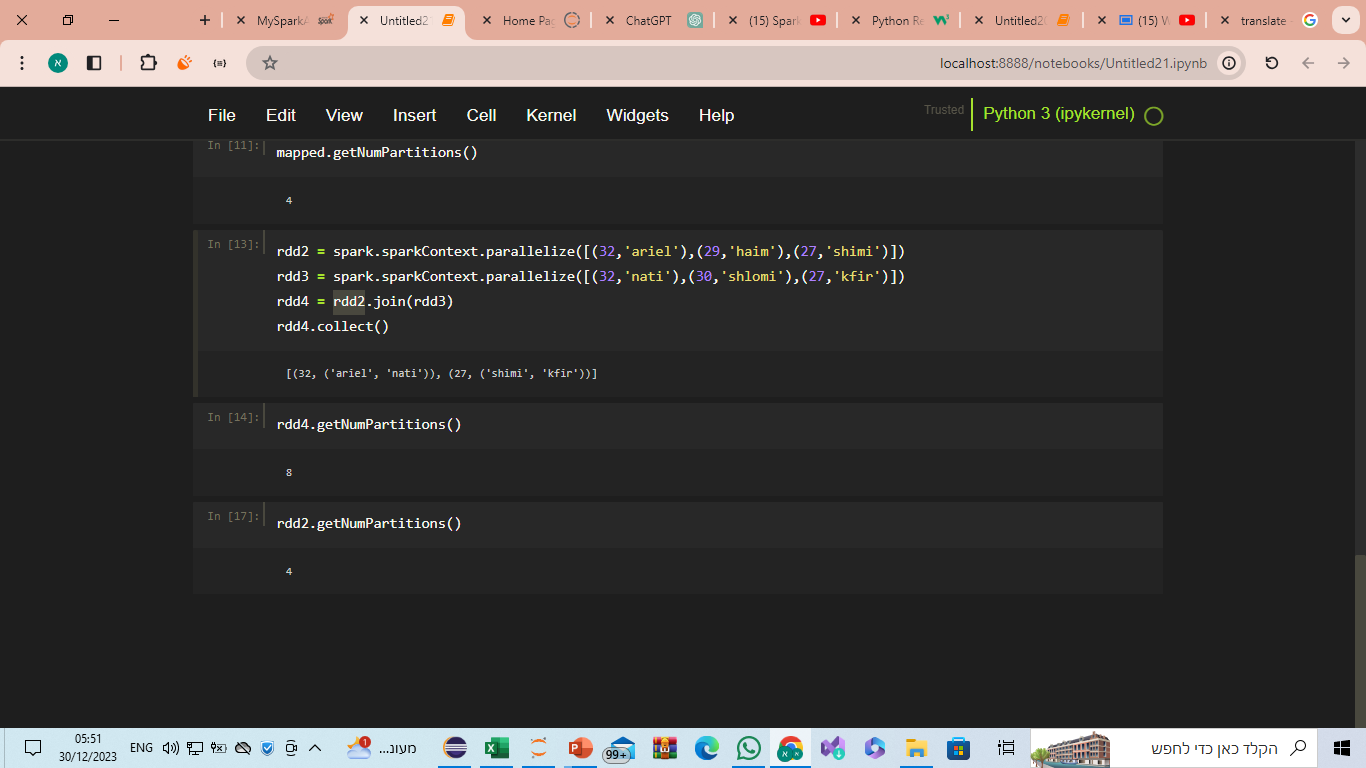 MySparkA
Untitled2
Home Pag
ChatGPT
(15) Spar
Python Re
Untitled2
(15) W
translate -
localhost:8888/notebooks/Untitled21.ipynb
File Edit View Insert Cell Kernel Widgets Help
Trusted
Python 3 (ipykernel)
In [11]:
mapped.getNumPartitions()
4
In [13]:
rdd2 = spark.sparkContext.parallelize([(32,'ariel'),(29,'haim'),(27,'shimi')])
rdd3 = spark.sparkContext.parallelize([(32,'nati'),(30,'shlomi'),(27,'kfir')])
rdd4 = rdd2.join(rdd3)
rdd4.collect()
[(32, ('ariel', 'nati')), (27, ('shimi', 'kfir'))]
In [14]:
rdd4.getNumPartitions()
8
In [17]:
rdd2.getNumPartitions()
4
05:51
30/12/2023
ENG
מעונ...
99+
הקלד כאן כדי לחפש